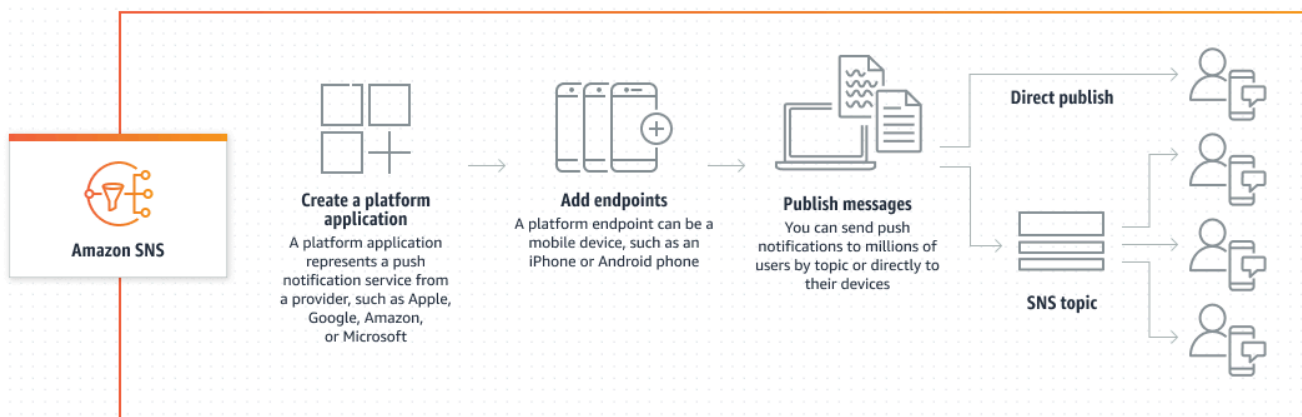 Amazon SNS
Create a platform
application
A platform application
represents a push
notification service from
a provider, such as Apple,
Google, Amazon,
or Microsoft
Add endpoints
A platform endpoint can be a
mobile device, such as an
iPhone or Android phone
Publish messages
You can send push
notifications to millions of
users by topic or directly to
their devices
Direct publish
SNS topic